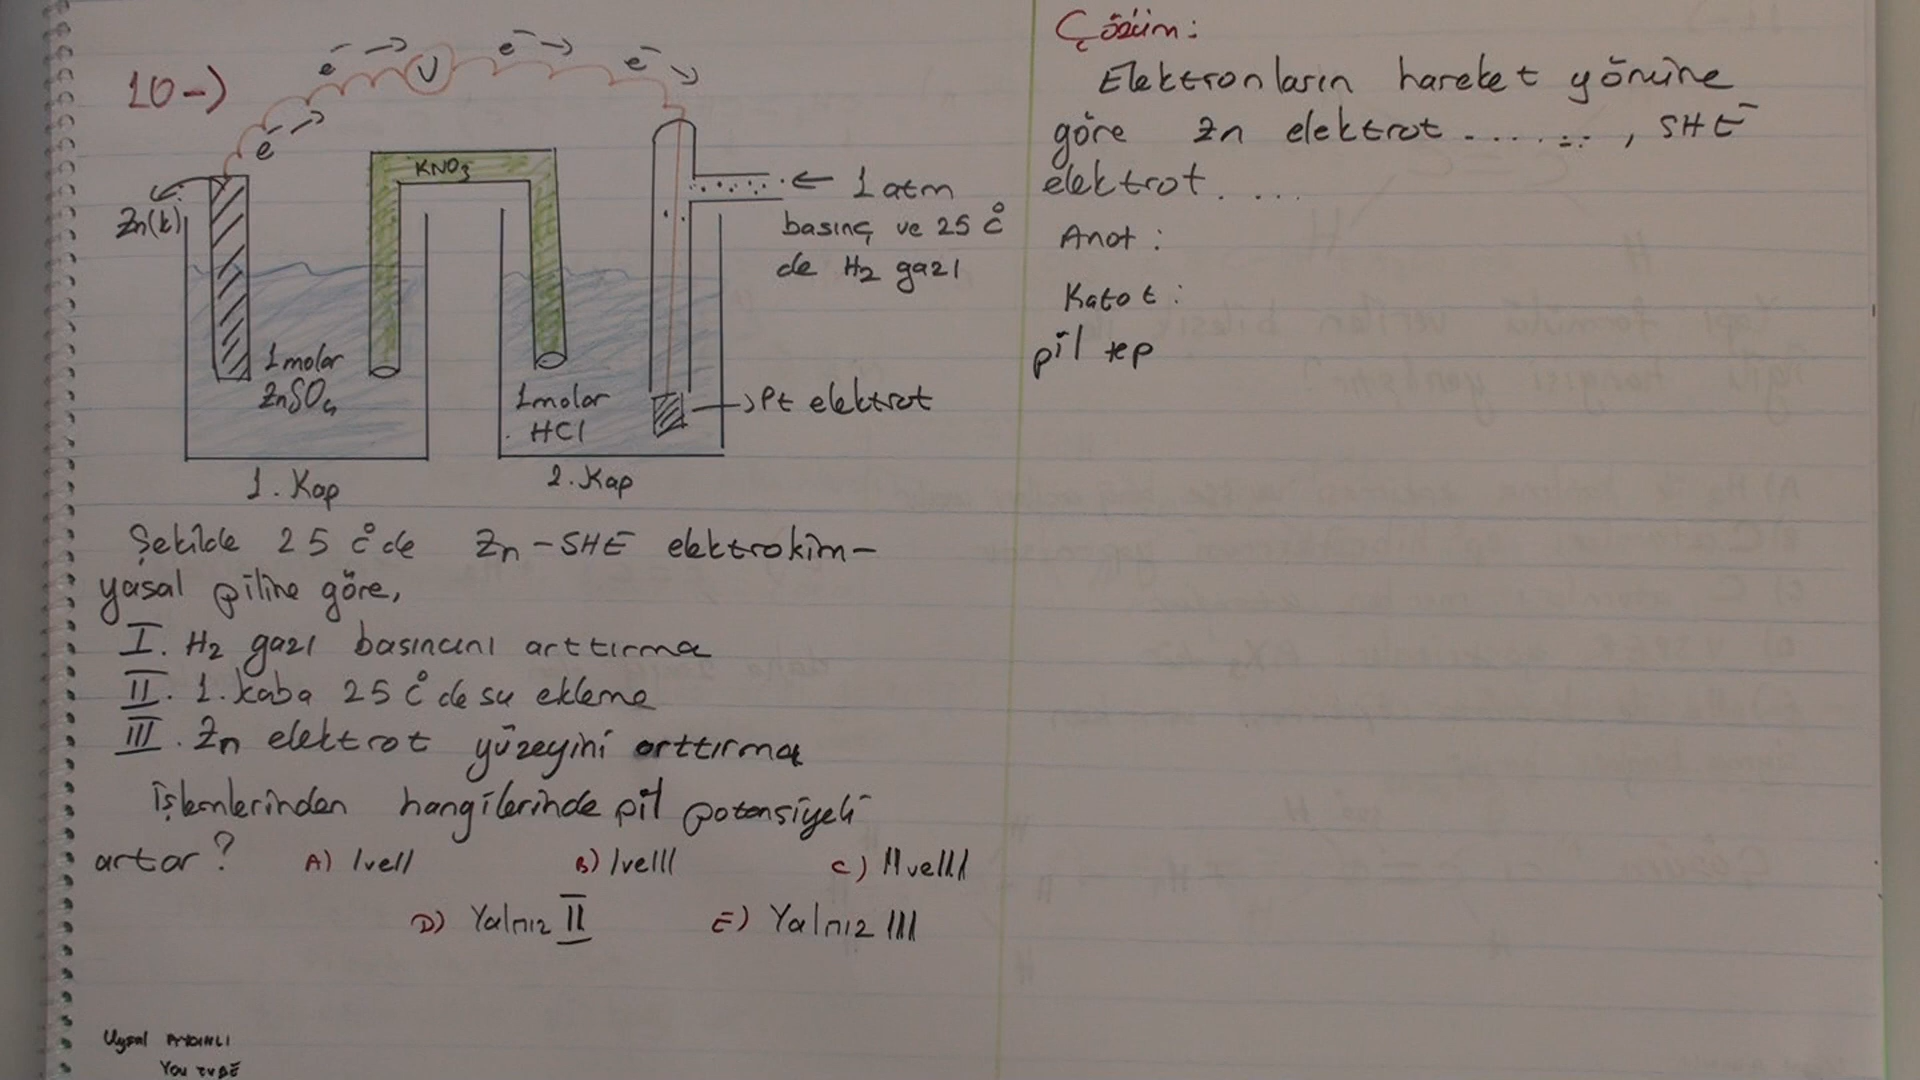 10-)
e⁻ → V e⁻ → e⁻ →
e⁻ →
Zn(k)
KNO₃
← 1 atm
basınç ve 25 C°
de H₂ gazı
1 molar
ZnSO₄
1 molar
HCl
→ Pt elektrot
1. Kap
2. Kap
Şekilde 25 C° de Zn-SHE elektrokim-
yasal piline göre,
I. H₂ gazı basıncını arttırma
II. 1. kaba 25 C° de su ekleme
III. Zn elektrot yüzeyini arttırma
işlemlerinden hangilerinde pil potansiyeli
artar? A) I ve II B) I ve III C) II ve III
D) Yalnız II E) Yalnız III
Uysal AYDINLI
YouTUBE
Çözüm:
Elektronların hareket yönüne
göre Zn elektrot ......., SHE
elektrot ....
Anot :
Katot :
pil tep